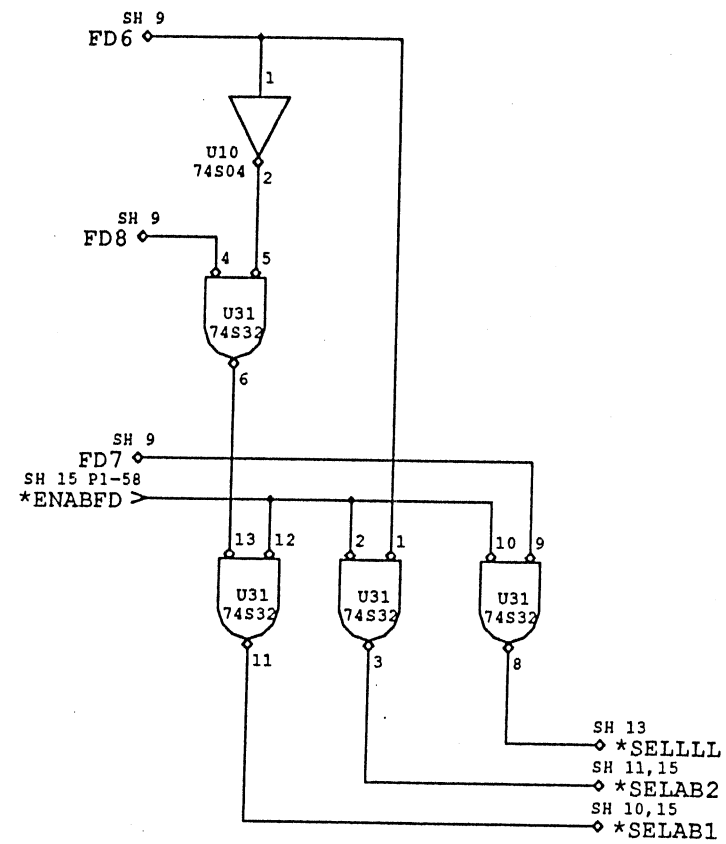 SH 9
FD6
1
U10
74S04
2
SH 9
FD8
4 5
U31
74S32
6
SH 9
FD7
SH 15 P1-58
*ENABFD
13 12 2 1 10 9
U31 U31 U31
74S32 74S32 74S32
11 3 8
SH 13
*SELLLL
SH 11,15
*SELAB2
SH 10,15
*SELAB1